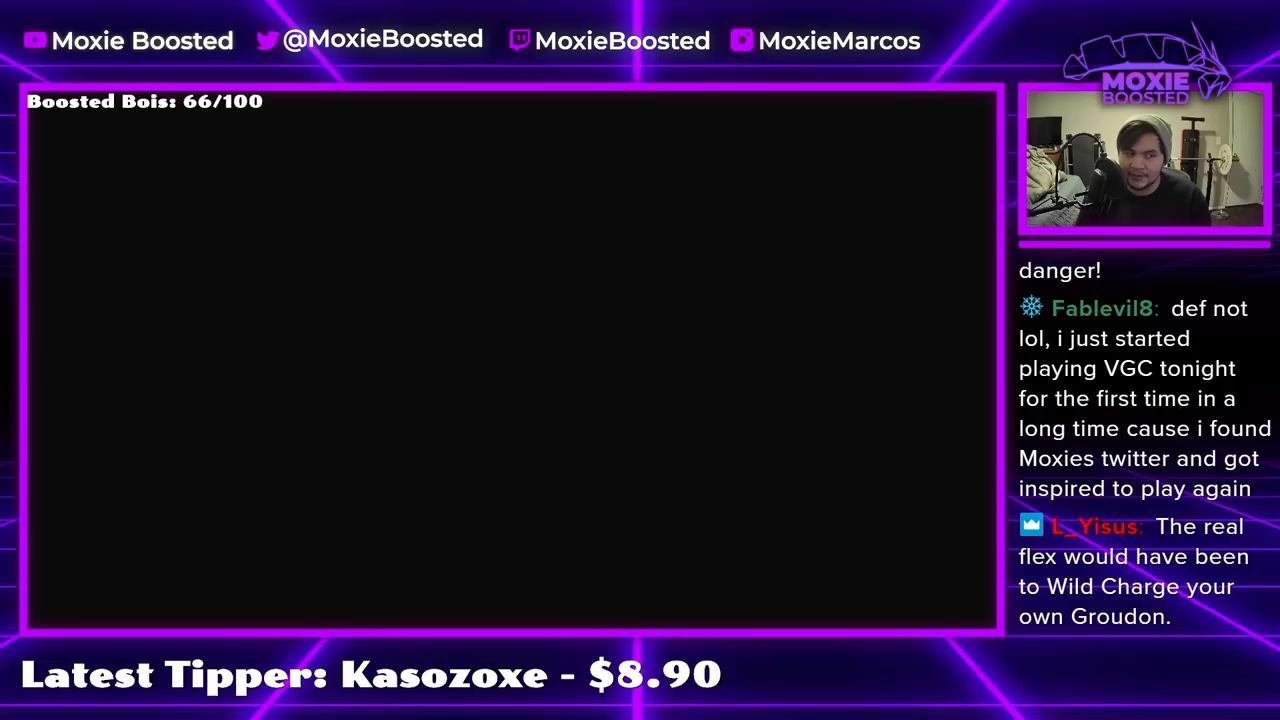 Moxie Boosted @MoxieBoosted MoxieBoosted MoxieMarcos
MOXIE
BOOSTED
Boosted Bois: 66/100
danger!
Fablevil8: def not
lol, i just started
playing VGC tonight
for the first time in a
long time cause i found
Moxies twitter and got
inspired to play again
L_Yisus: The real
flex would have been
to Wild Charge your
own Groudon.
Latest Tipper: Kasozoxe - $8.90